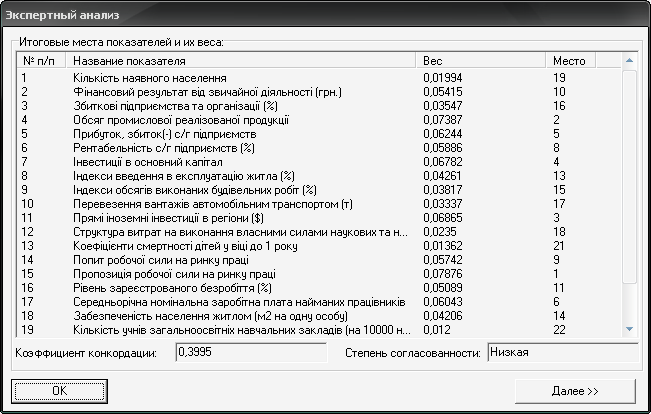 Экспертный анализ
Итоговые места показателей и их веса:
№ п/п Название показателя Вес Место
1 Кількість наявного населення 0,01994 19
2 Фінансовий результат від звичайної діяльності (грн.) 0,05415 10
3 Збиткові підприємства та організації (%) 0,03547 16
4 Обсяг промислової реалізованої продукції 0,07387 2
5 Прибуток, збиток(-) с/г підприємств 0,06244 5
6 Рентабельність с/г підприємств (%) 0,05886 8
7 Інвестиції в основний капітал 0,06782 4
8 Індекси введення в експлуатацію житла (%) 0,04261 13
9 Індекси обсягів виконаних будівельних робіт (%) 0,03817 15
10 Перевезення вантажів автомобільним транспортом (т) 0,03337 17
11 Прямі іноземні інвестиції в регіони ($) 0,06865 3
12 Структура витрат на виконання власними силами наукових та н... 0,0235 18
13 Коефіцієнти смертності дітей у віці до 1 року 0,01362 21
14 Попит робочої сили на ринку праці 0,05742 9
15 Пропозиція робочої сили на ринку праці 0,07876 1
16 Рівень зареєстрованого безробіття (%) 0,05089 11
17 Середньорічна номінальна заробітна плата найманих працівників 0,06043 6
18 Забезпеченість населення житлом (м2 на одну особу) 0,04206 14
19 Кількість учнів загальноосвітніх навчальних закладів (на 10000 н... 0,012 22
Коэффициент конкордации: 0,3995 Степень согласованности: Низкая
OK Далее >>